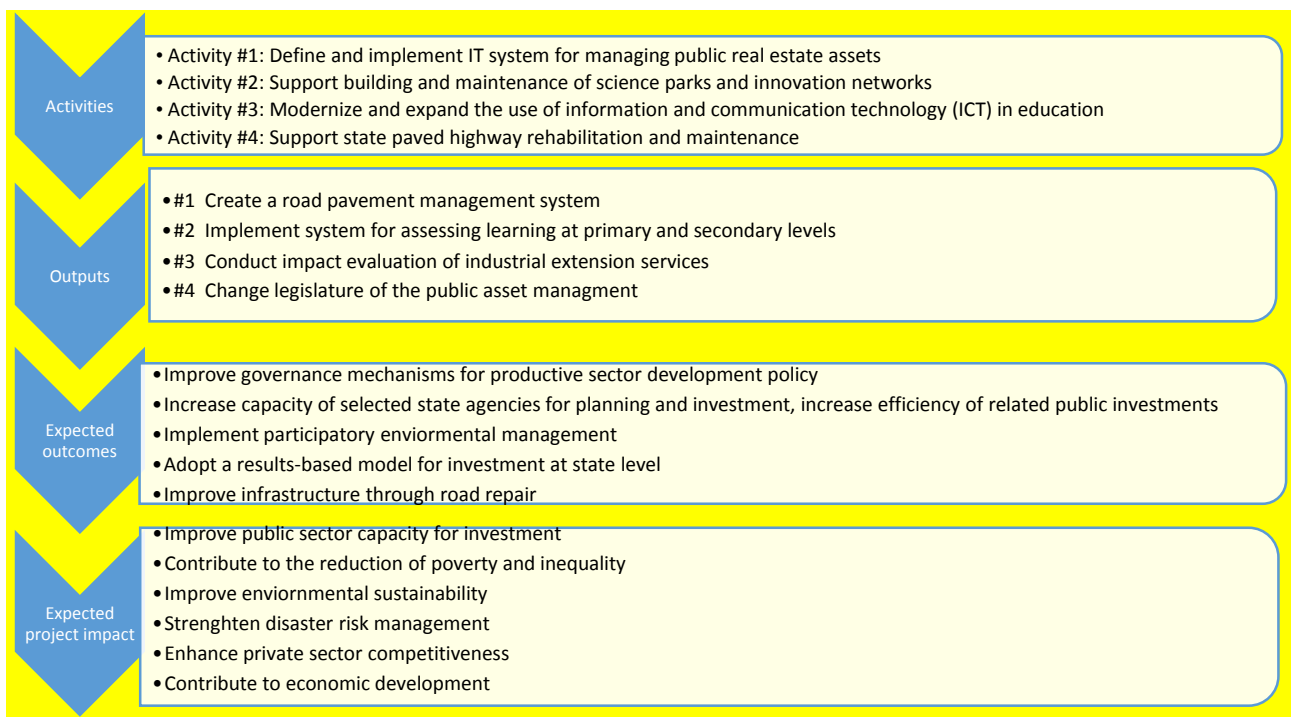 Activities
• Activity #1: Define and implement IT system for managing public real estate assets
• Activity #2: Support building and maintenance of science parks and innovation networks
• Activity #3: Modernize and expand the use of information and communication technology (ICT) in education
• Activity #4: Support state paved highway rehabilitation and maintenance
Outputs
•#1 Create a road pavement management system
•#2 Implement system for assessing learning at primary and secondary levels
•#3 Conduct impact evaluation of industrial extension services
•#4 Change legislature of the public asset managment
Expected
outcomes
•Improve governance mechanisms for productive sector development policy
•Increase capacity of selected state agencies for planning and investment, increase efficiency of related public investments
•Implement participatory enviormental management
•Adopt a results-based model for investment at state level
•Improve infrastructure through road repair
Expected
project impact
•Improve public sector capacity for investment
•Contribute to the reduction of poverty and inequality
•Improve enviornmental sustainability
•Strenghten disaster risk management
•Enhance private sector competitiveness
•Contribute to economic development